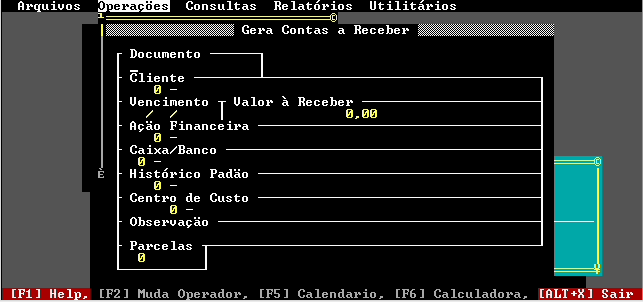 Arquivos Operações Consultas Relatórios Utilitários
Gera Contas a Receber
Documento
Cliente
0 -
Vencimento Valor à Receber
/ / 0,00
Ação Financeira
0 -
Caixa/Banco
0 -
Histórico Padão
0 -
Centro de Custo
0 -
Observação
Parcelas
0
[F1] Help, [F2] Muda Operador, [F5] Calendario, [F6] Calculadora, [ALT+X] Sair